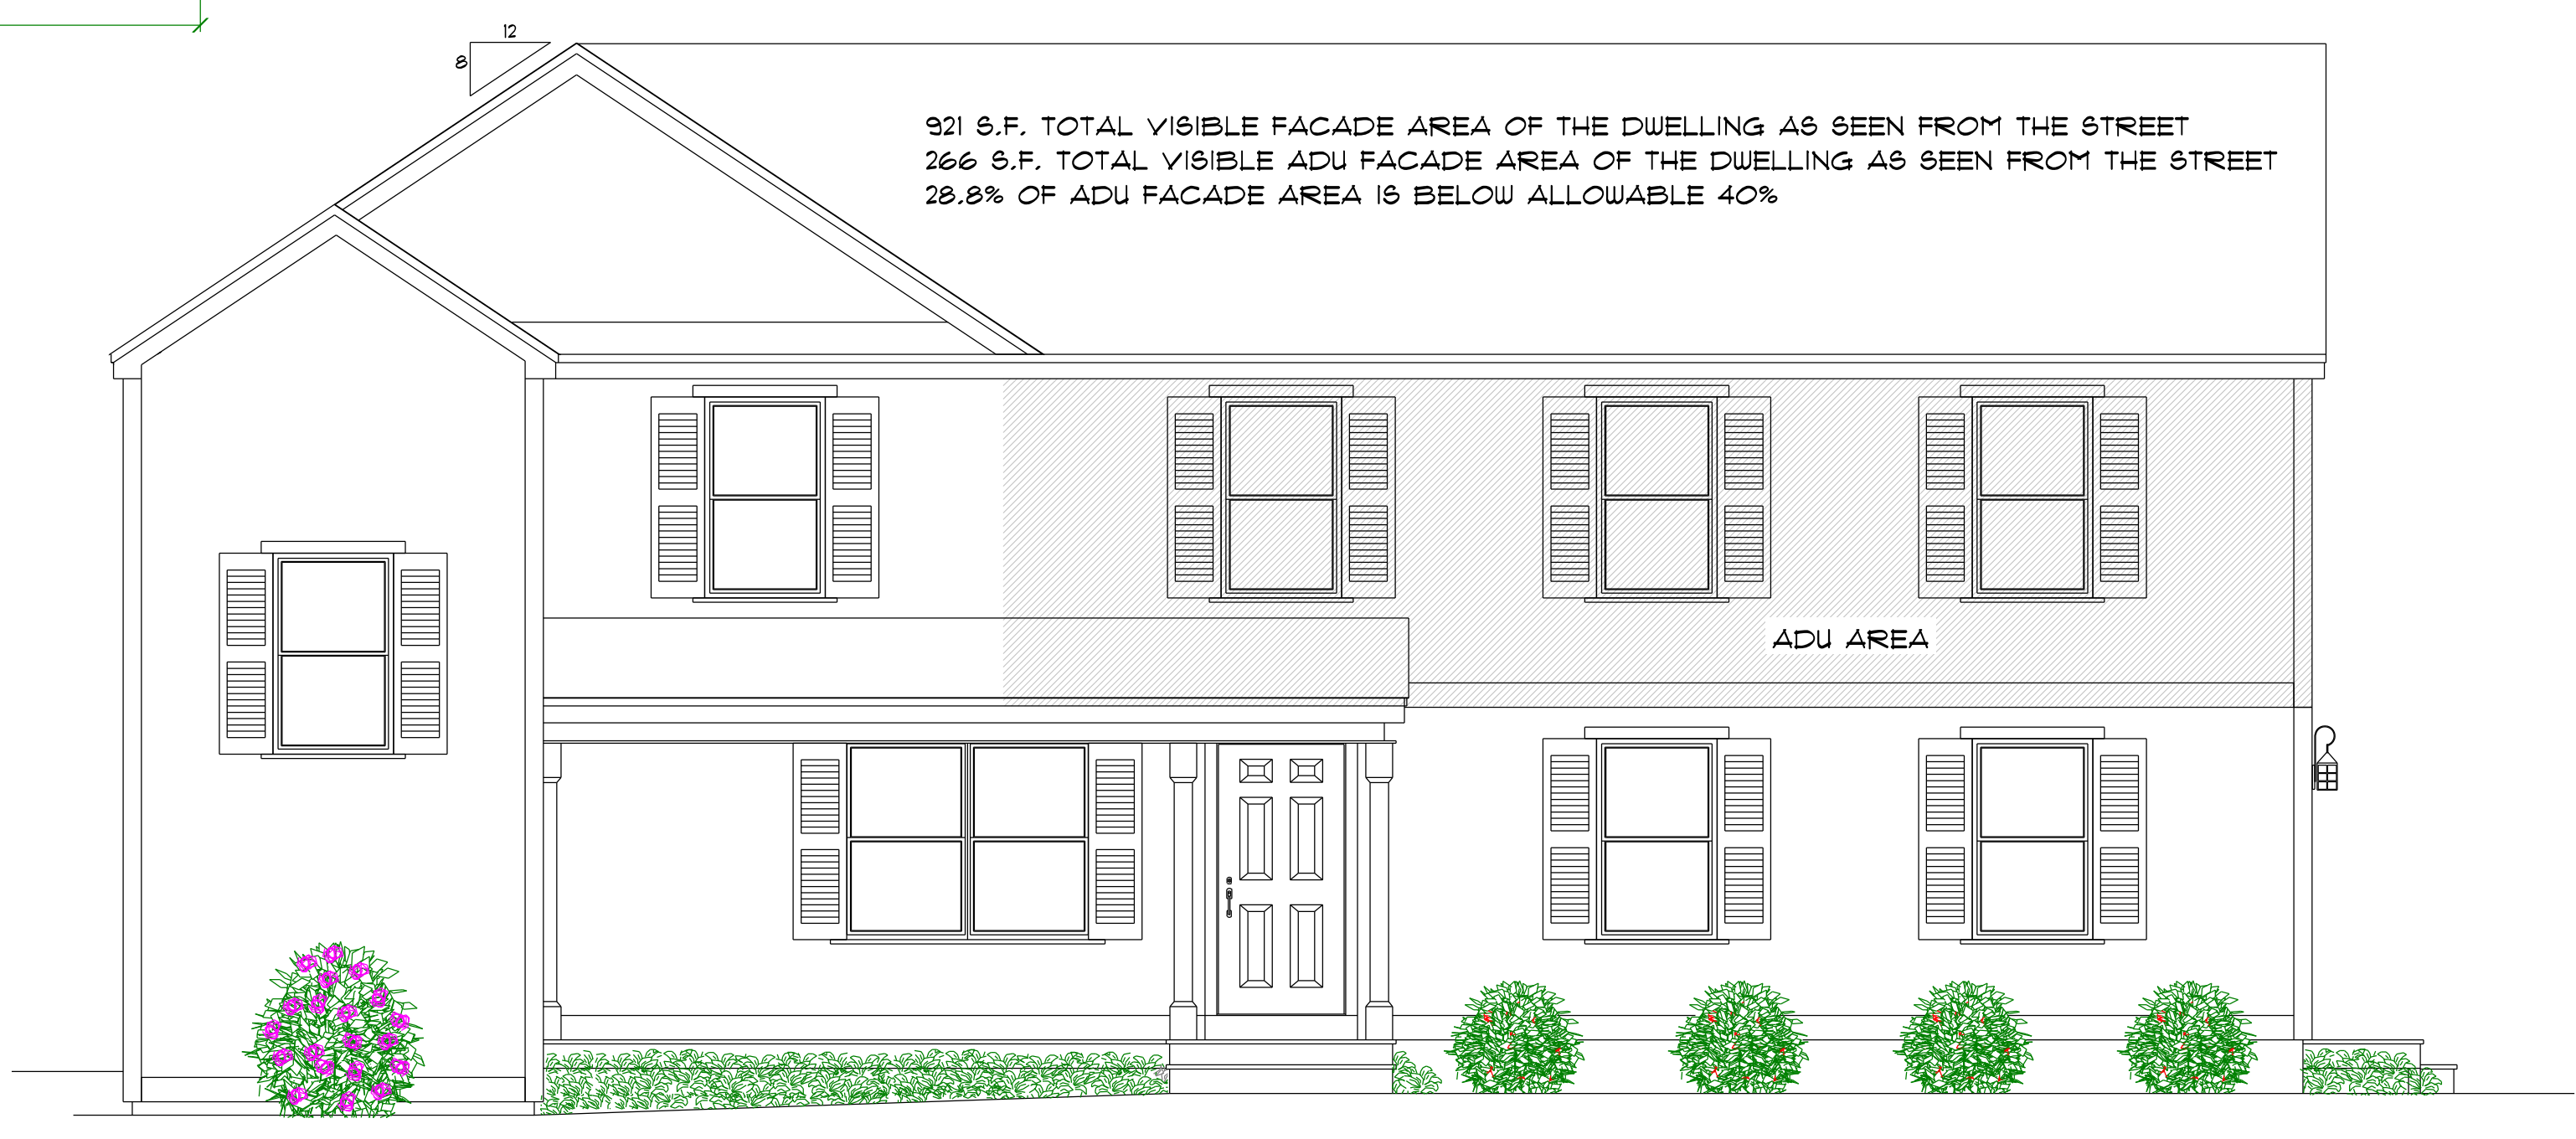 12
8
921 S.F. TOTAL VISIBLE FACADE AREA OF THE DWELLING AS SEEN FROM THE STREET
266 S.F. TOTAL VISIBLE ADU FACADE AREA OF THE DWELLING AS SEEN FROM THE STREET
28.8% OF ADU FACADE AREA IS BELOW ALLOWABLE 40%
ADU AREA